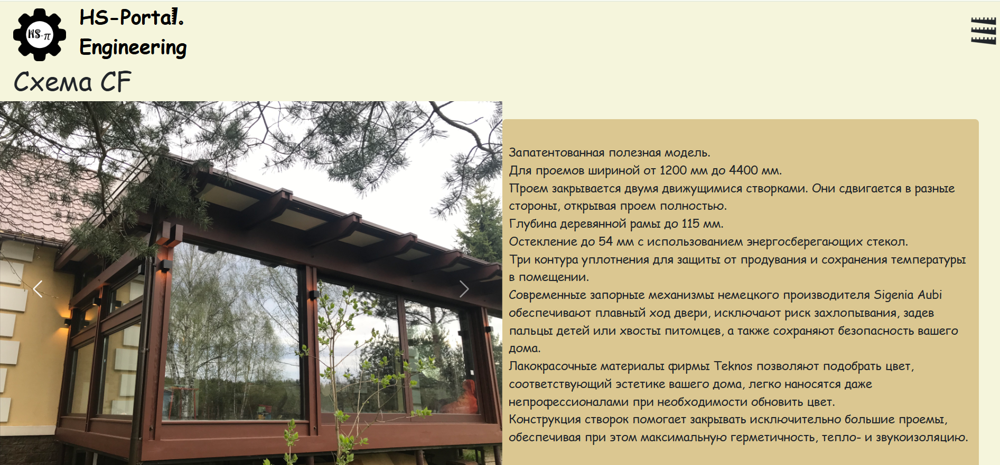 HS-π
HS-Portal.
Engineering
Схема CF
Запатентованная полезная модель.
Для проемов шириной от 1200 мм до 4400 мм.
Проем закрывается двумя движущимися створками. Они сдвигается в разные
стороны, открывая проем полностью.
Глубина деревянной рамы до 115 мм.
Остекление до 54 мм с использованием энергосберегающих стекол.
Три контура уплотнения для защиты от продувания и сохранения температуры
в помещении.
Современные запорные механизмы немецкого производителя Sigenia Aubi
обеспечивают плавный ход двери, исключают риск захлопывания, задев
пальцы детей или хвосты питомцев, а также сохраняют безопасность вашего
дома.
Лакокрасочные материалы фирмы Teknos позволяют подобрать цвет,
соответствующий эстетике вашего дома, легко наносятся даже
непрофессионалами при необходимости обновить цвет.
Конструкция створок помогает закрывать исключительно большие проемы,
обеспечивая при этом максимальную герметичность, тепло- и звукоизоляцию.